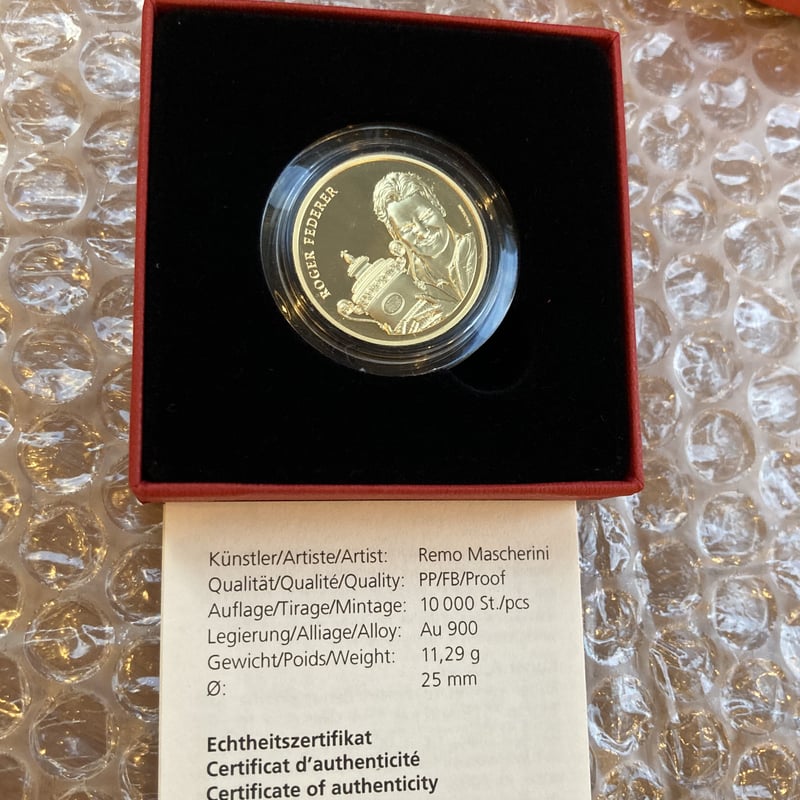 ROGER FEDERER
Künstler/Artiste/Artist: Remo Mascherini
Qualität/Qualité/Quality: PP/FB/Proof
Auflage/Tirage/Mintage: 10 000 St./pcs
Legierung/Alliage/Alloy: Au 900
Gewicht/Poids/Weight: 11,29 g
Ø: 25 mm
Echtheitszertifikat
Certificat d'authenticité
Certificate of authenticity